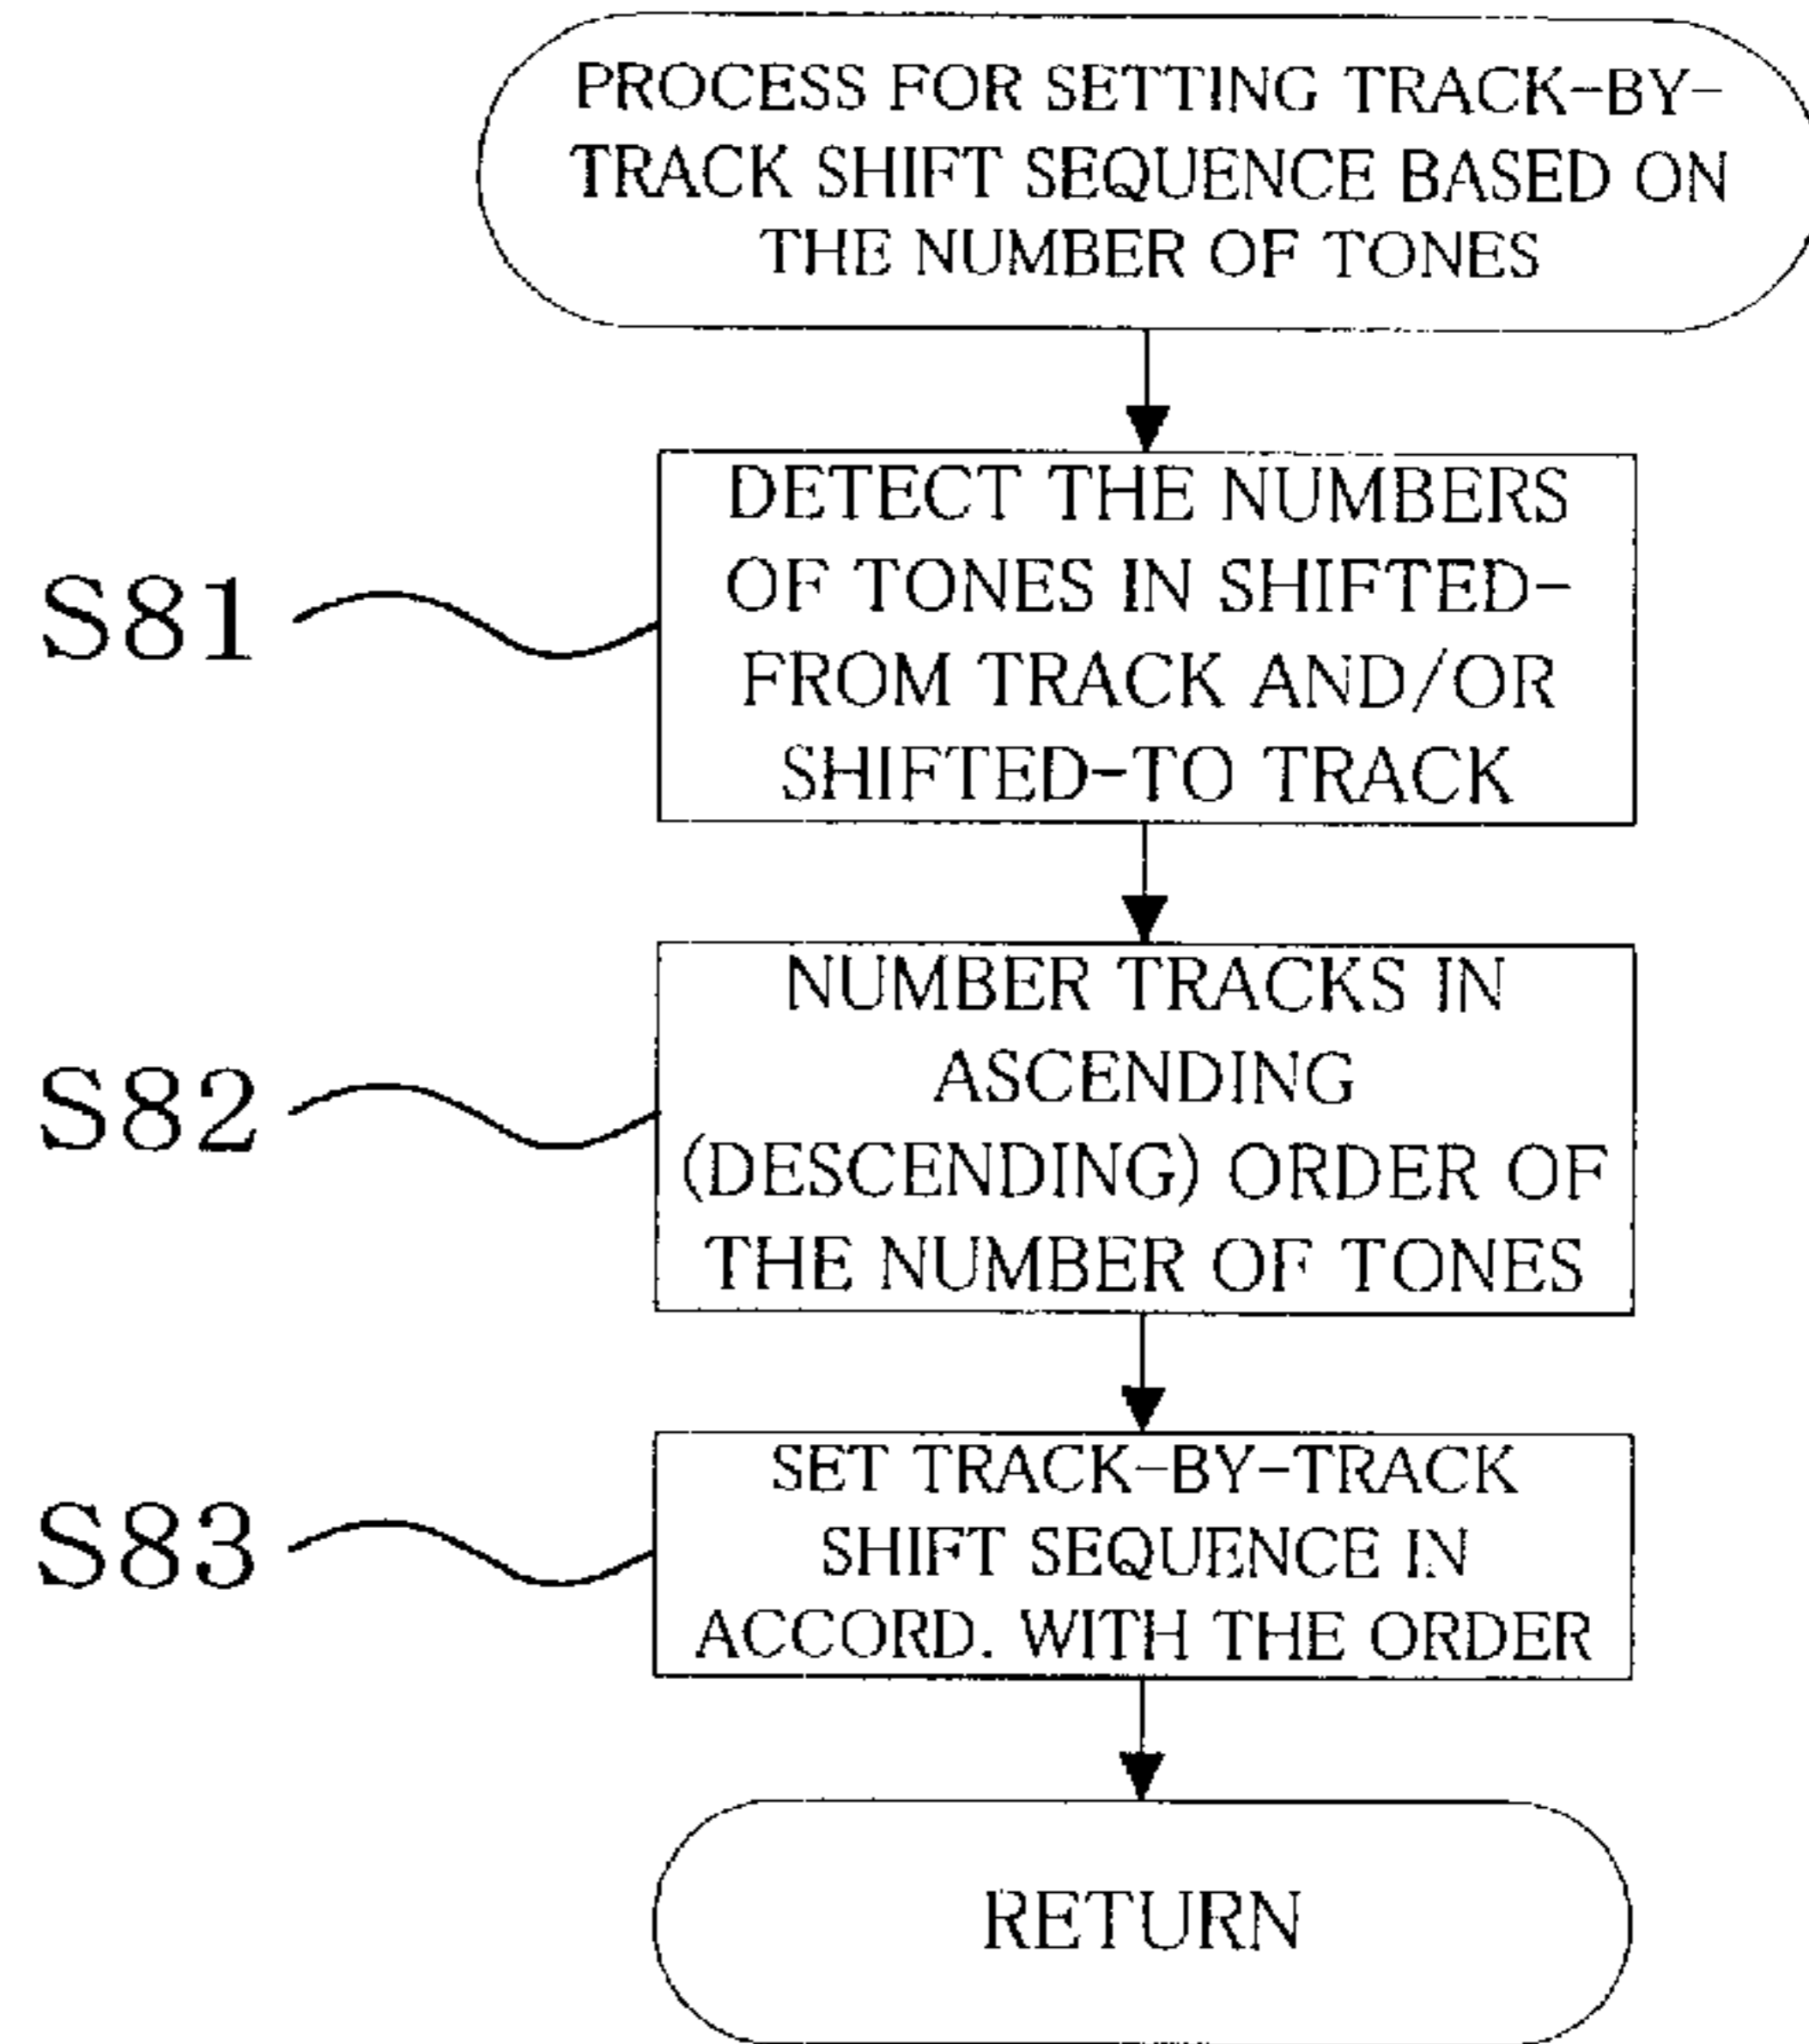 PROCESS FOR SETTING TRACK-BY-
TRACK SHIFT SEQUENCE BASED ON
THE NUMBER OF TONES
S81
DETECT THE NUMBERS
OF TONES IN SHIFTED-
FROM TRACK AND/OR
SHIFTED-TO TRACK
S82
NUMBER TRACKS IN
ASCENDING
(DESCENDING) ORDER OF
THE NUMBER OF TONES
S83
SET TRACK-BY-TRACK
SHIFT SEQUENCE IN
ACCORD. WITH THE ORDER
RETURN